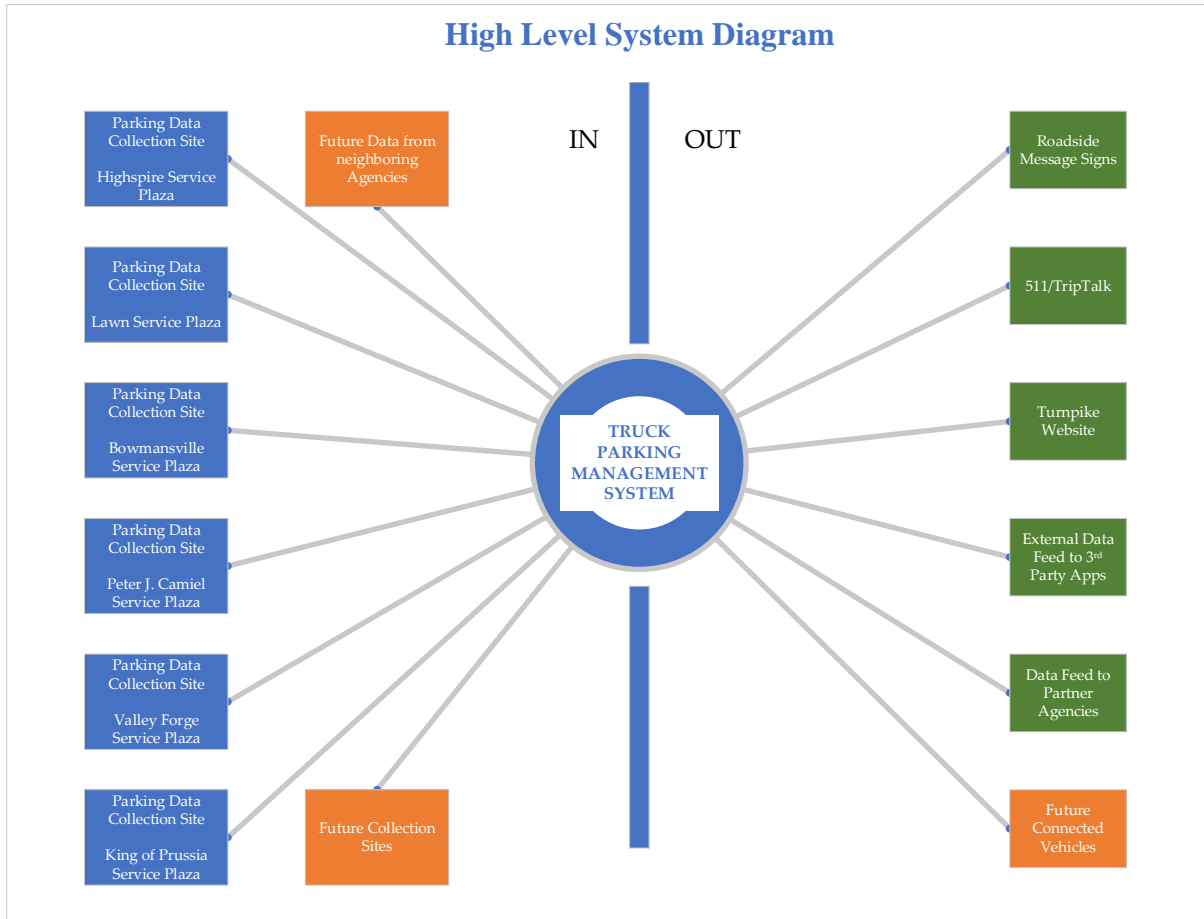 High Level System Diagram
IN
OUT
Parking Data
Collection Site
Highspire Service
Plaza
Future Data from
neighboring
Agencies
Roadside
Message Signs
Parking Data
Collection Site
Lawn Service Plaza
511/TripTalk
Parking Data
Collection Site
Bowmansville
Service Plaza
Turnpike
Website
TRUCK
PARKING
MANAGEMENT
SYSTEM
Parking Data
Collection Site
Peter J. Camiel
Service Plaza
External Data
Feed to 3rd
Party Apps
Parking Data
Collection Site
Valley Forge
Service Plaza
Data Feed to
Partner
Agencies
Parking Data
Collection Site
King of Prussia
Service Plaza
Future Collection
Sites
Future
Connected
Vehicles